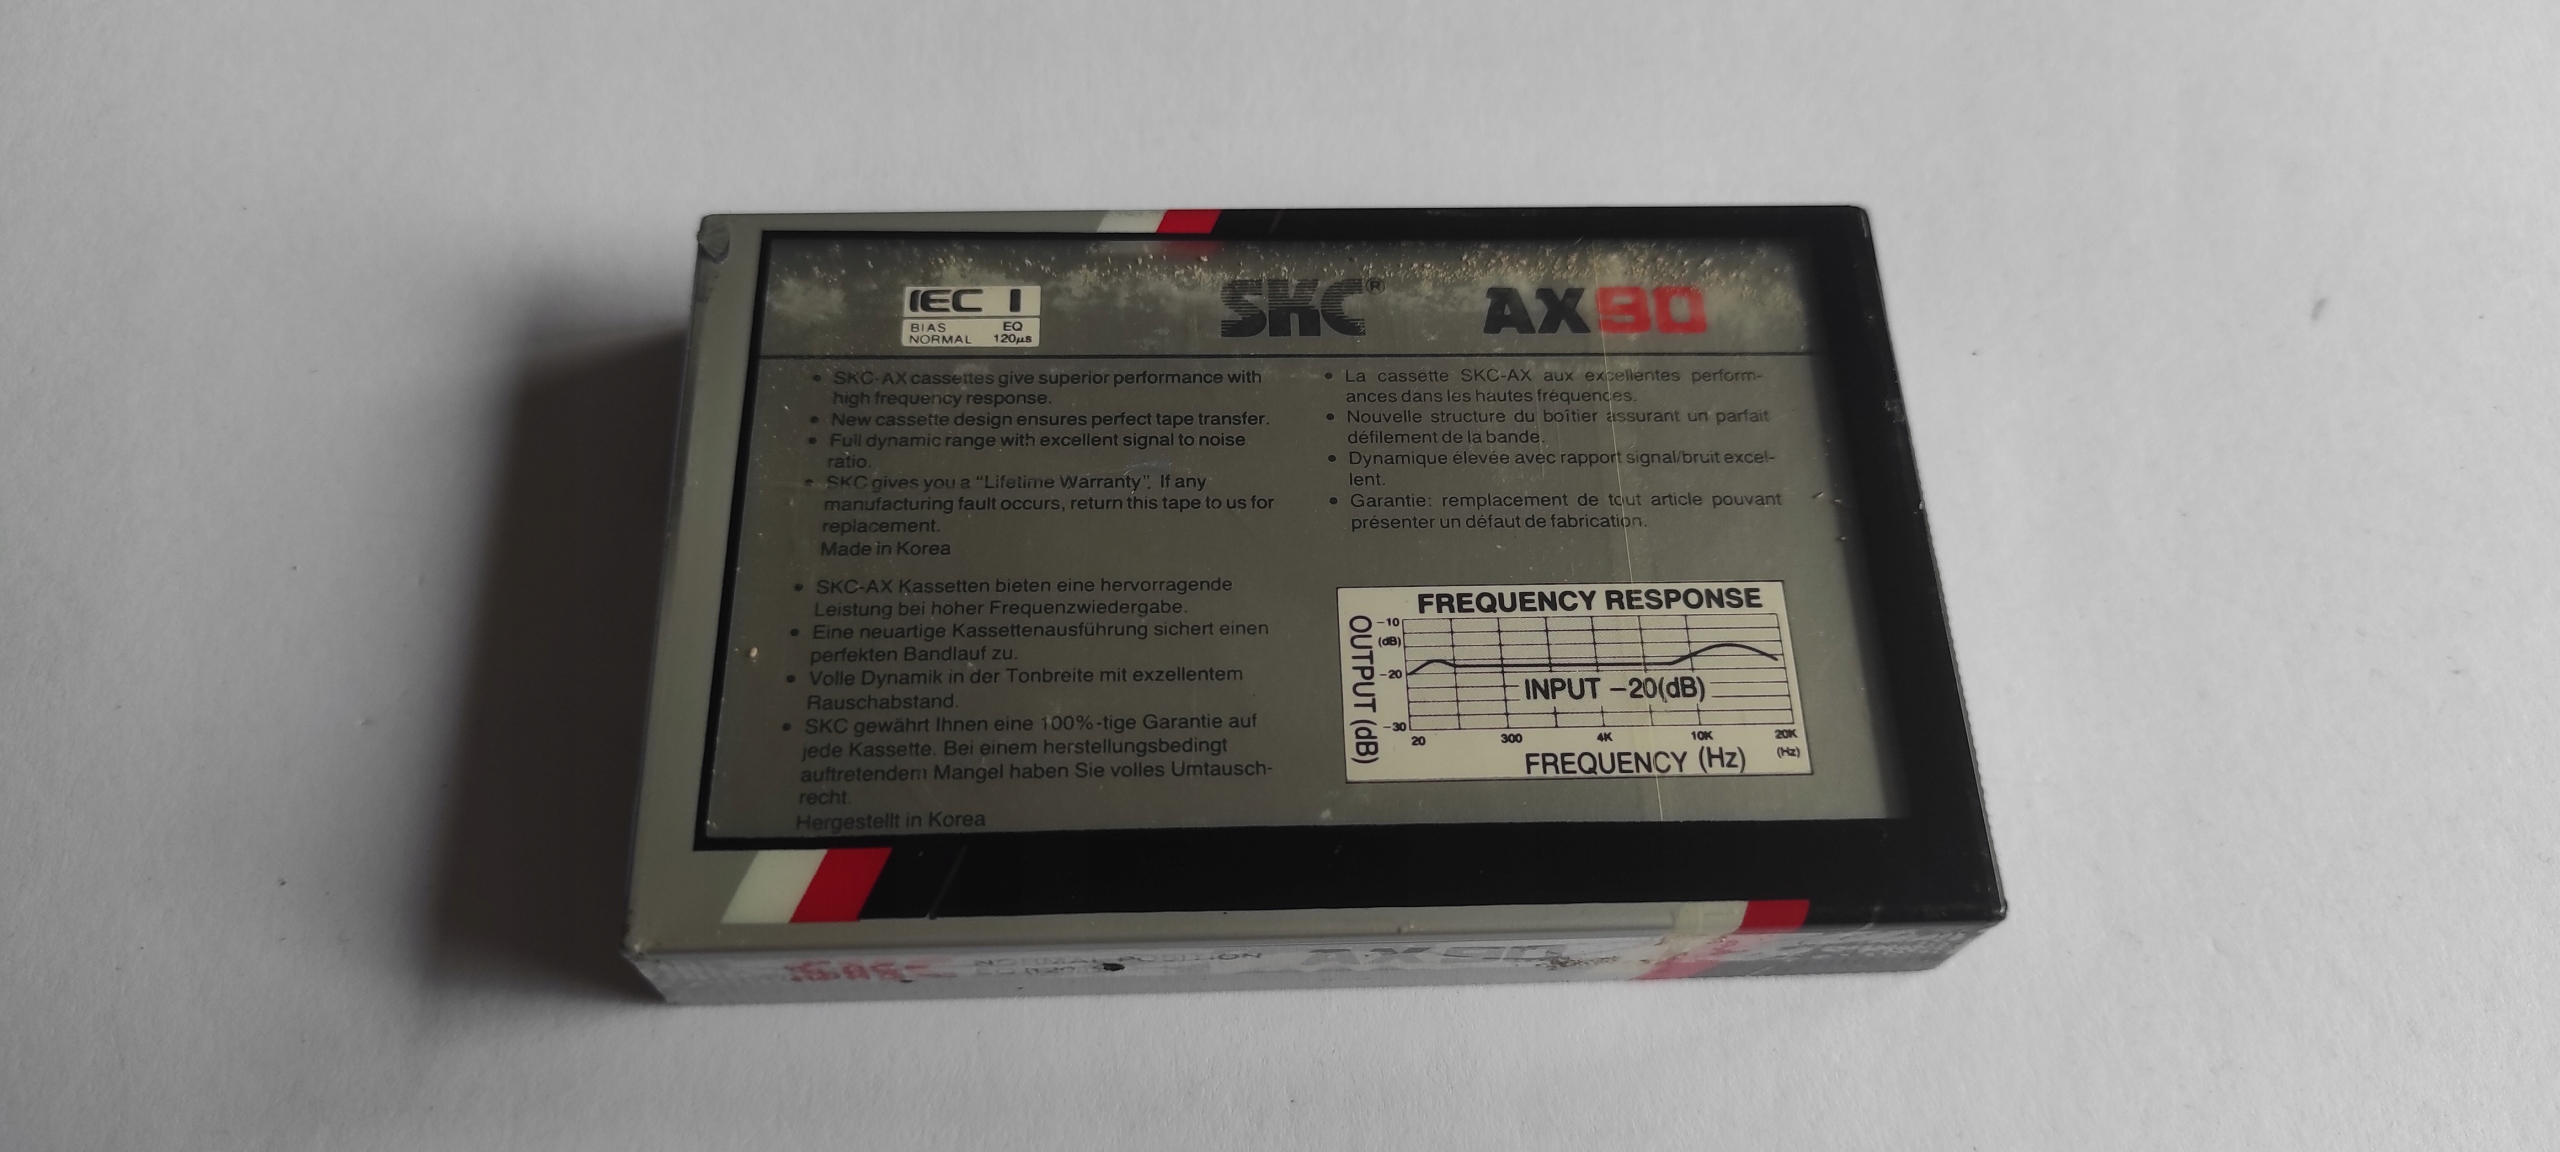 IEC I
BIAS EQ
NORMAL 120µs
SKC®
AX90
• SKC-AX cassettes give superior performance with
high frequency response.
• New cassette design ensures perfect tape transfer.
• Full dynamic range with excellent signal to noise
ratio.
• SKC gives you a "Lifetime Warranty". If any
manufacturing fault occurs, return this tape to us for
replacement.
Made in Korea
• SKC-AX Kassetten bieten eine hervorragende
Leistung bei hoher Frequenzwiedergabe.
• Eine neuartige Kassettenausführung sichert einen
perfekten Bandlauf zu.
• Volle Dynamik in der Tonbreite mit exzellentem
Rauschabstand.
• SKC gewährt Ihnen eine 100%-tige Garantie auf
jede Kassette. Bei einem herstellungsbedingt
auftretendem Mangel haben Sie volles Umtausch-
recht.
Hergestellt in Korea
• La cassette SKC-AX aux excellentes perform-
ances dans les hautes fréquences.
• Nouvelle structure du boîtier assurant un parfait
défilement de la bande.
• Dynamique élevée avec rapport signal/bruit excel-
lent.
• Garantie: remplacement de tout article pouvant
présenter un défaut de fabrication.
FREQUENCY RESPONSE
OUTPUT (dB)
-10
(dB)
-20
-30
INPUT -20(dB)
20 300 4K 10K 20K
(Hz)
FREQUENCY (Hz)
NORMAL POSITION
AX90